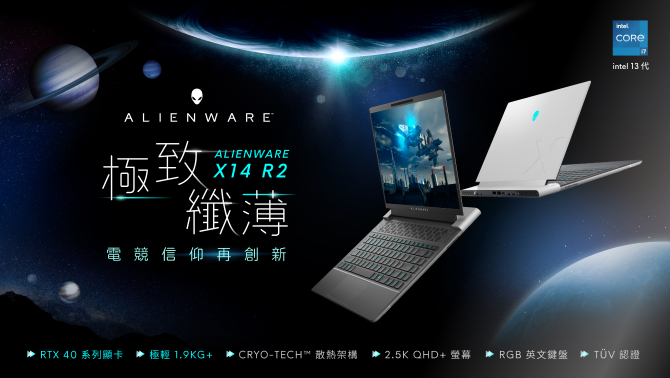 intel
CORE
i7
intel 13 代
ALIENWARE
ALIENWARE
X14 R2
極致
纖薄
電競信仰再創新
ALIENWARE
RTX 40 系列顯卡
極輕 1.9KG+
CRYO-TECH™ 散熱架構
2.5K QHD+ 螢幕
RGB 英文鍵盤
TÜV 認證